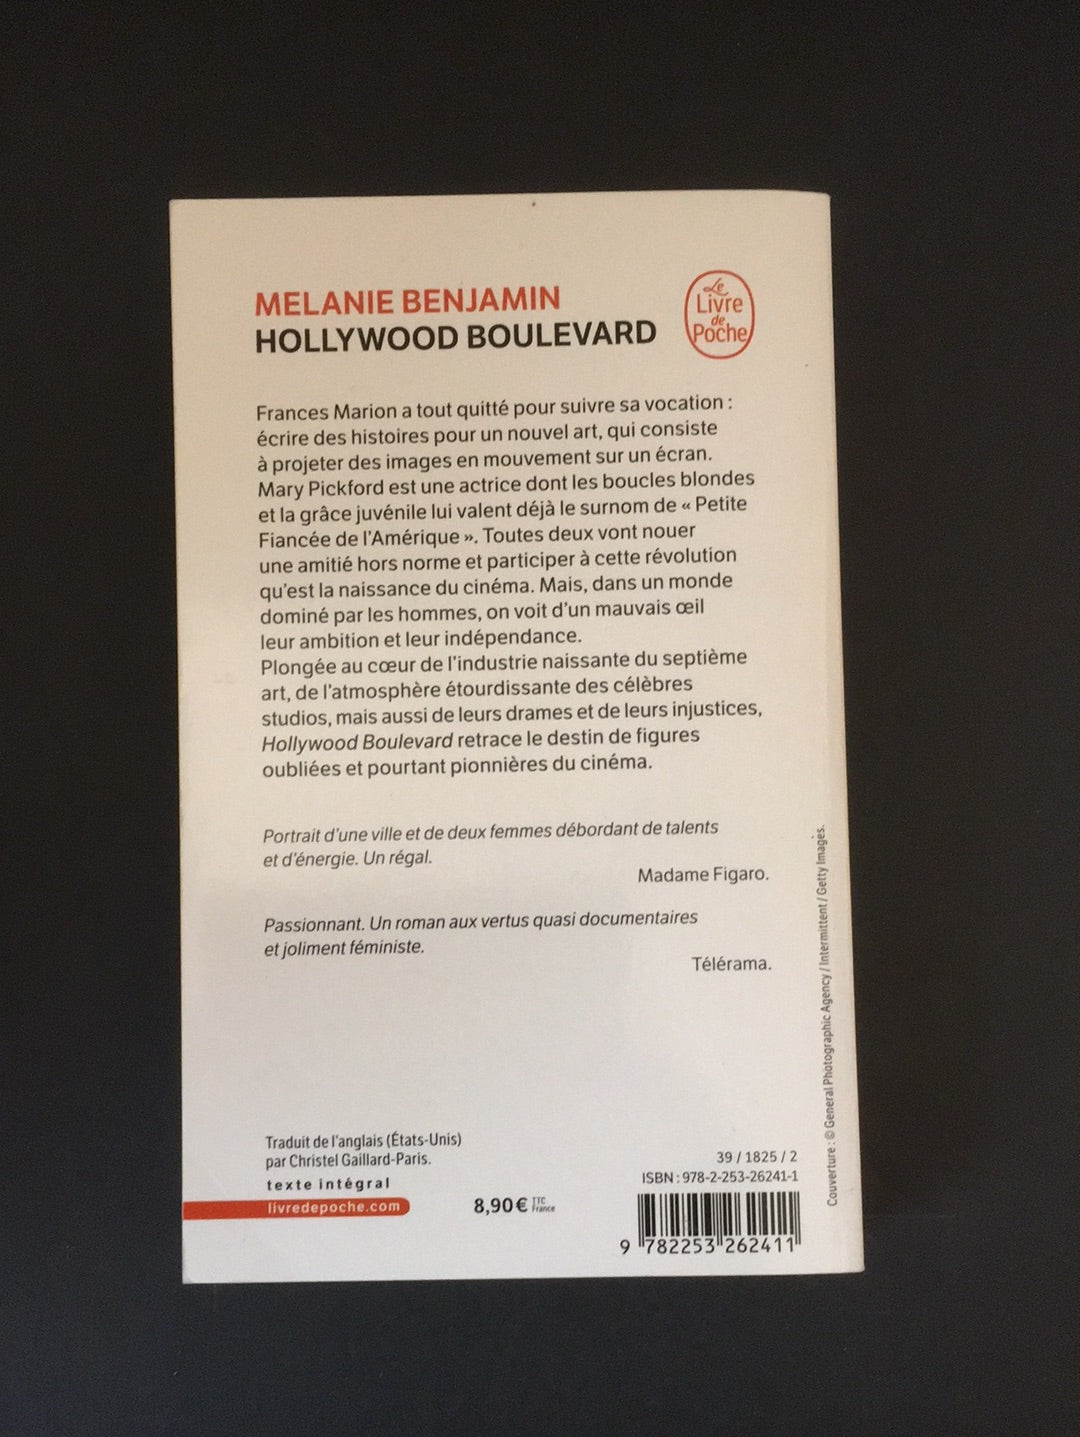 MELANIE BENJAMIN
HOLLYWOOD BOULEVARD
Le
Livre
de
Poche
Frances Marion a tout quitté pour suivre sa vocation :
écrire des histoires pour un nouvel art, qui consiste
à projeter des images en mouvement sur un écran.
Mary Pickford est une actrice dont les boucles blondes
et la grâce juvénile lui valent déjà le surnom de « Petite
Fiancée de l'Amérique ». Toutes deux vont nouer
une amitié hors norme et participer à cette révolution
qu'est la naissance du cinéma. Mais, dans un monde
dominé par les hommes, on voit d'un mauvais œil
leur ambition et leur indépendance.
Plongée au cœur de l'industrie naissante du septième
art, de l'atmosphère étourdissante des célèbres
studios, mais aussi de leurs drames et de leurs injustices,
Hollywood Boulevard retrace le destin de figures
oubliées et pourtant pionnières du cinéma.
Portrait d'une ville et de deux femmes débordant de talents
et d'énergie. Un régal.
Madame Figaro.
Passionnant. Un roman aux vertus quasi documentaires
et joliment féministe.
Télérama.
Couverture : © General Photographic Agency / Intermittent / Getty Images.
Traduit de l'anglais (États-Unis)
par Christel Gaillard-Paris.
texte intégral
livredepoche.com
8,90 € TTC
France
39 / 1825 / 2
ISBN : 978-2-253-26241-1
9 782253 262411